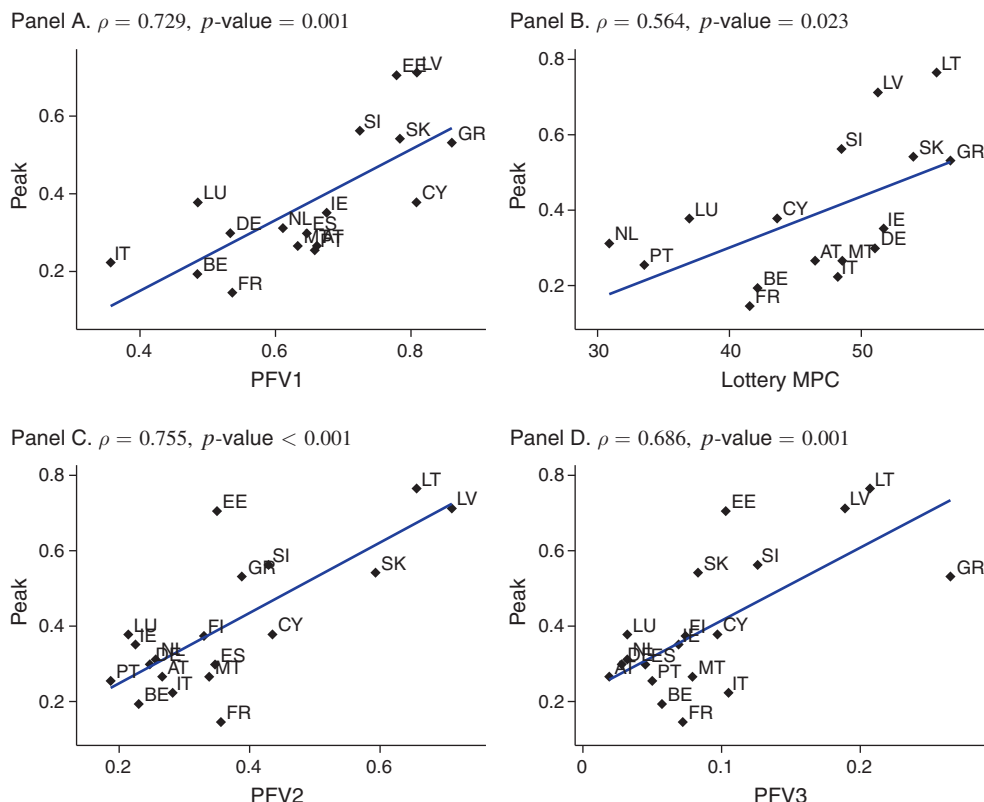 Panel A. ρ = 0.729, p-value = 0.001
Peak
0.6
0.4
0.2
EE
LV
SI
SK
GR
LU
CY
IE
DE
NL
ES
MT
AT
PT
IT
BE
FR
0.4 0.6 0.8
PFV1
Panel B. ρ = 0.564, p-value = 0.023
Peak
0.8
0.6
0.4
0.2
LT
LV
SI
SK
GR
LU
CY
IE
NL
DE
PT
AT
MT
IT
BE
FR
30 40 50
Lottery MPC
Panel C. ρ = 0.755, p-value < 0.001
Peak
0.8
0.6
0.4
0.2
LT
EE
LV
SI
GR
SK
LU
FI
CY
IE
NL
DE
ES
PT
AT
MT
IT
BE
FR
0.2 0.4 0.6
PFV2
Panel D. ρ = 0.686, p-value = 0.001
Peak
0.8
0.6
0.4
0.2
LT
EE
LV
SI
SK
GR
LU
FI
CY
IE
NL
DE
ES
AT
PT
MT
IT
BE
FR
0 0.1 0.2
PFV3